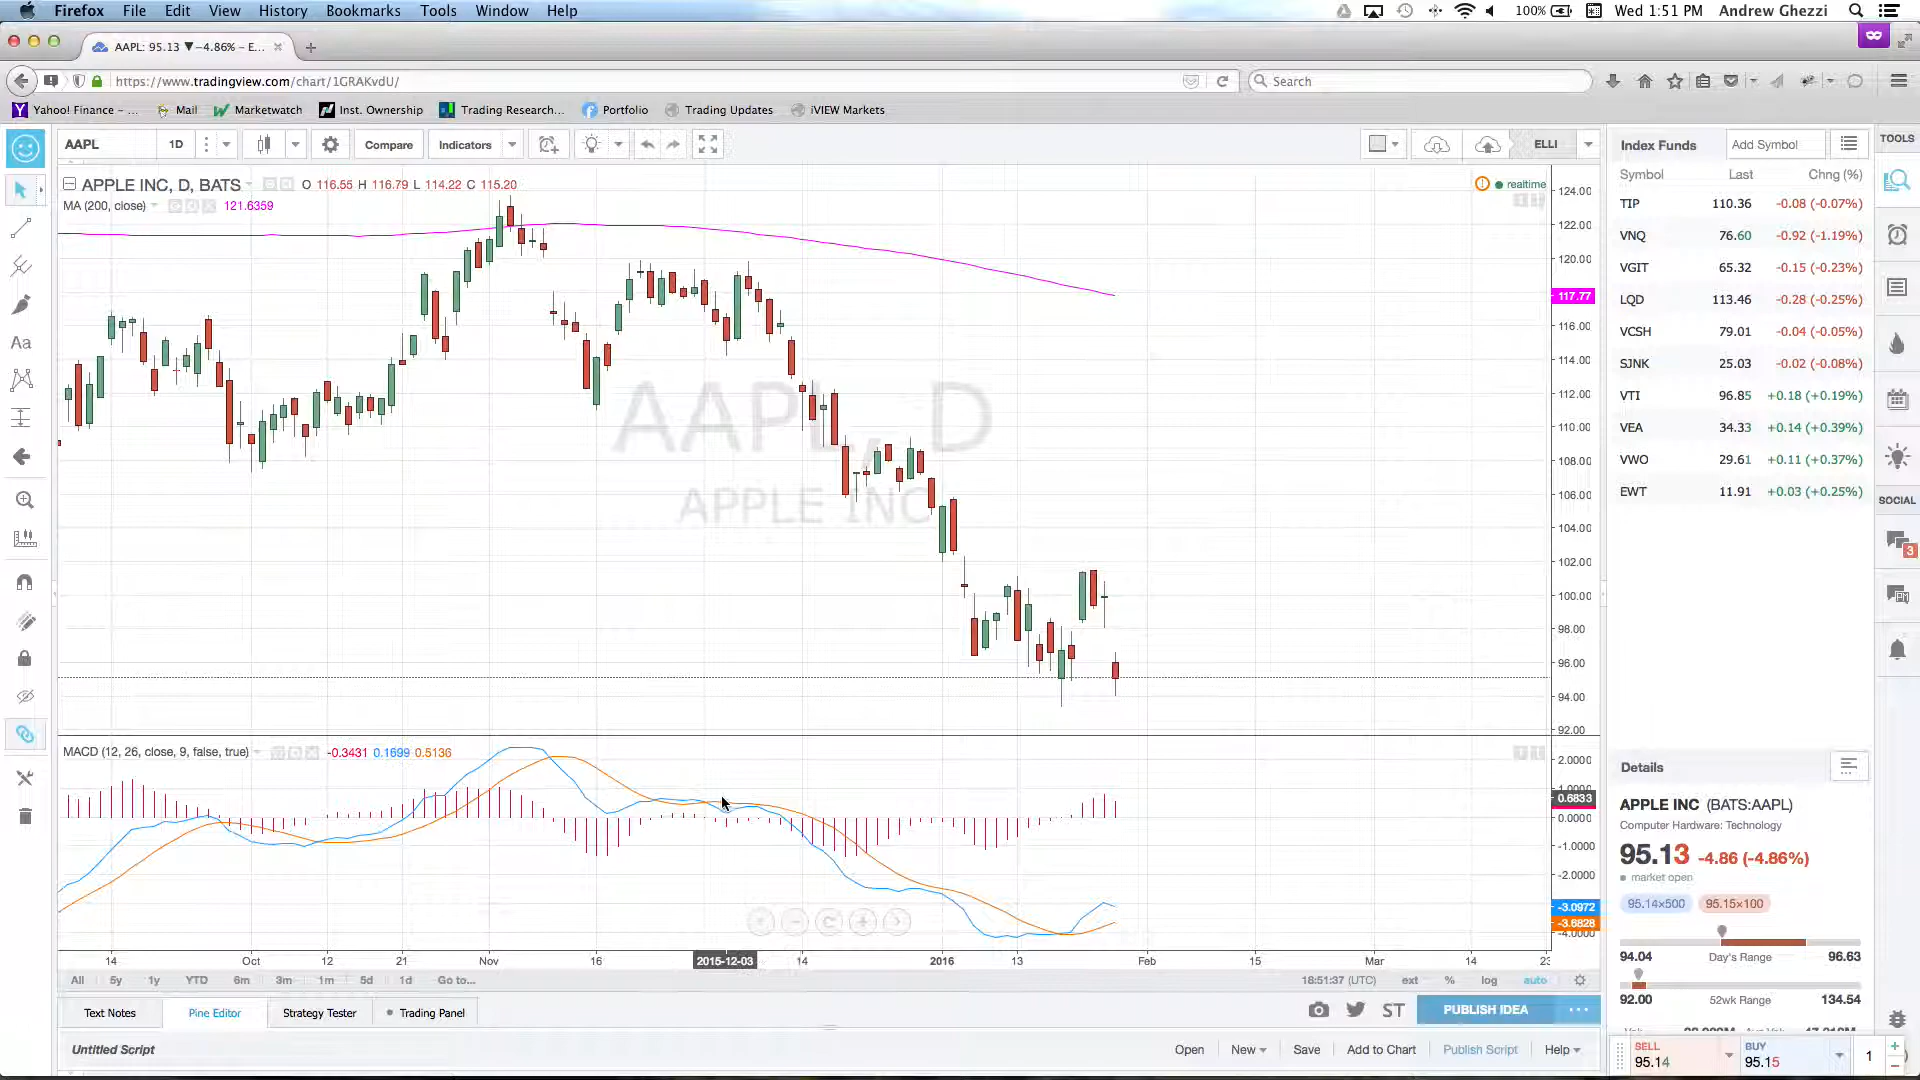 Firefox File Edit View History Bookmarks Tools Window Help 100% Wed 1:51 PM Andrew Ghezzi
AAPL: 95.13 ▼−4.86% − E...
https://www.tradingview.com/chart/1GRAKvdU/ Search
Yahoo! Finance - ... Mail Marketwatch Inst. Ownership Trading Research... Portfolio Trading Updates iVIEW Markets
AAPL 1D Compare Indicators ELLI
APPLE INC, D, BATS O 116.55 H 116.79 L 114.22 C 115.20 realtime
MA (200, close) 121.6359
AAPL, D
APPLE INC
124.00
122.00
120.00
117.77
116.00
114.00
112.00
110.00
108.00
106.00
104.00
102.00
100.00
98.00
96.00
94.00
92.00
MACD (12, 26, close, 9, false, true) -0.3431 0.1699 0.5136
2.0000
0.6833
0.0000
-1.0000
-2.0000
-3.0972
-3.6828
-4.0000
14 Oct 12 21 Nov 16 2015-12-03 14 2016 13 Feb 15 Mar 14 23
All 5y 1y YTD 6m 3m 1m 5d 1d Go to... 18:51:37 (UTC) ext % log auto
Text Notes Pine Editor Strategy Tester Trading Panel ST PUBLISH IDEA ...
Untitled Script Open New Save Add to Chart Publish Script Help
Index Funds Add Symbol
Symbol Last Chng (%)
TIP 110.36 -0.08 (-0.07%)
VNQ 76.60 -0.92 (-1.19%)
VGIT 65.32 -0.15 (-0.23%)
LQD 113.46 -0.28 (-0.25%)
VCSH 79.01 -0.04 (-0.05%)
SJNK 25.03 -0.02 (-0.08%)
VTI 96.85 +0.18 (+0.19%)
VEA 34.33 +0.14 (+0.39%)
VWO 29.61 +0.11 (+0.37%)
EWT 11.91 +0.03 (+0.25%)
Details
APPLE INC (BATS:AAPL)
Computer Hardware: Technology
95.13 -4.86 (-4.86%)
market open
95.14×500 95.15×100
94.04 Day's Range 96.63
92.00 52wk Range 134.54
SELL
95.14
BUY
95.15
1
TOOLS
SOCIAL
3